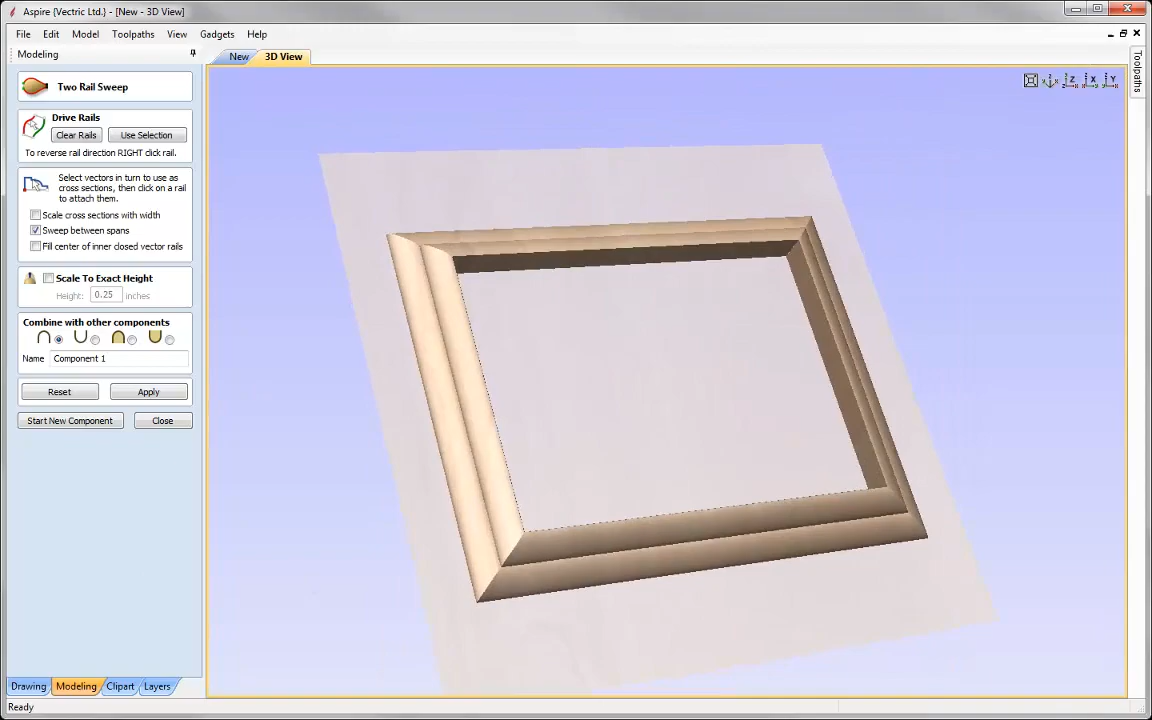 Aspire {Vectric Ltd.} - [New - 3D View]
File Edit Model Toolpaths View Gadgets Help
Modeling
New 3D View
Toolpaths
Z X Y
Two Rail Sweep
Drive Rails
Clear Rails Use Selection
To reverse rail direction RIGHT click rail.
Select vectors in turn to use as
cross sections, then click on a rail
to attach them.
Scale cross sections with width
Sweep between spans
Fill center of inner closed vector rails
Scale To Exact Height
Height: 0.25 inches
Combine with other components
Name Component 1
Reset Apply
Start New Component Close
Drawing Modeling Clipart Layers
Ready